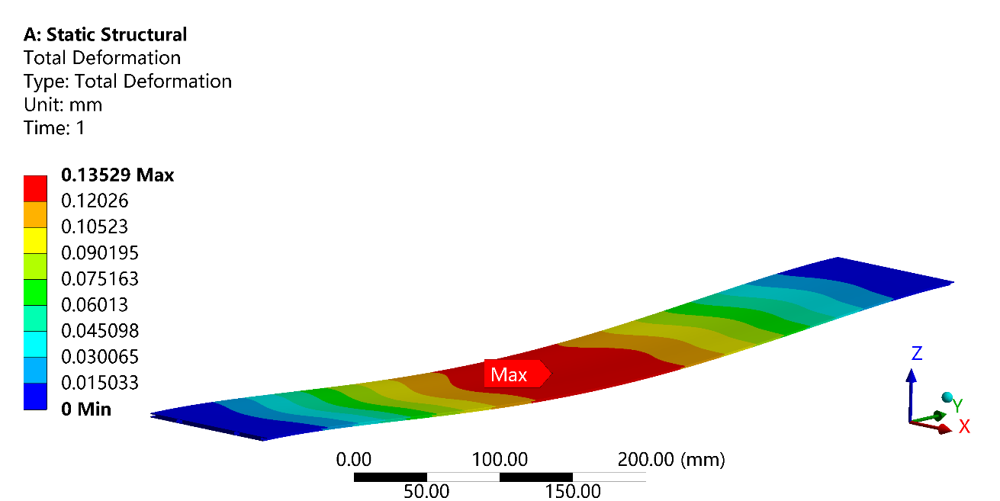 A: Static Structural
Total Deformation
Type: Total Deformation
Unit: mm
Time: 1
0.13529 Max
0.12026
0.10523
0.090195
0.075163
0.06013
0.045098
0.030065
0.015033
0 Min
Max
Z
Y
X
0.00 100.00 200.00 (mm)
50.00 150.00